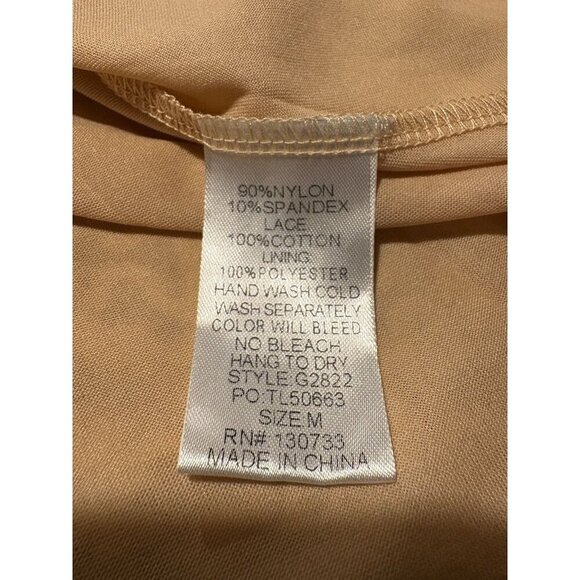 90%NYLON
10%SPANDEX
LACE
100%COTTON
LINING
100%POLYESTER
HAND WASH COLD
WASH SEPARATELY
COLOR WILL BLEED
NO BLEACH
HANG TO DRY
STYLE:G2822
PO:TL50663
SIZE:M
RN#:130733
MADE IN CHINA